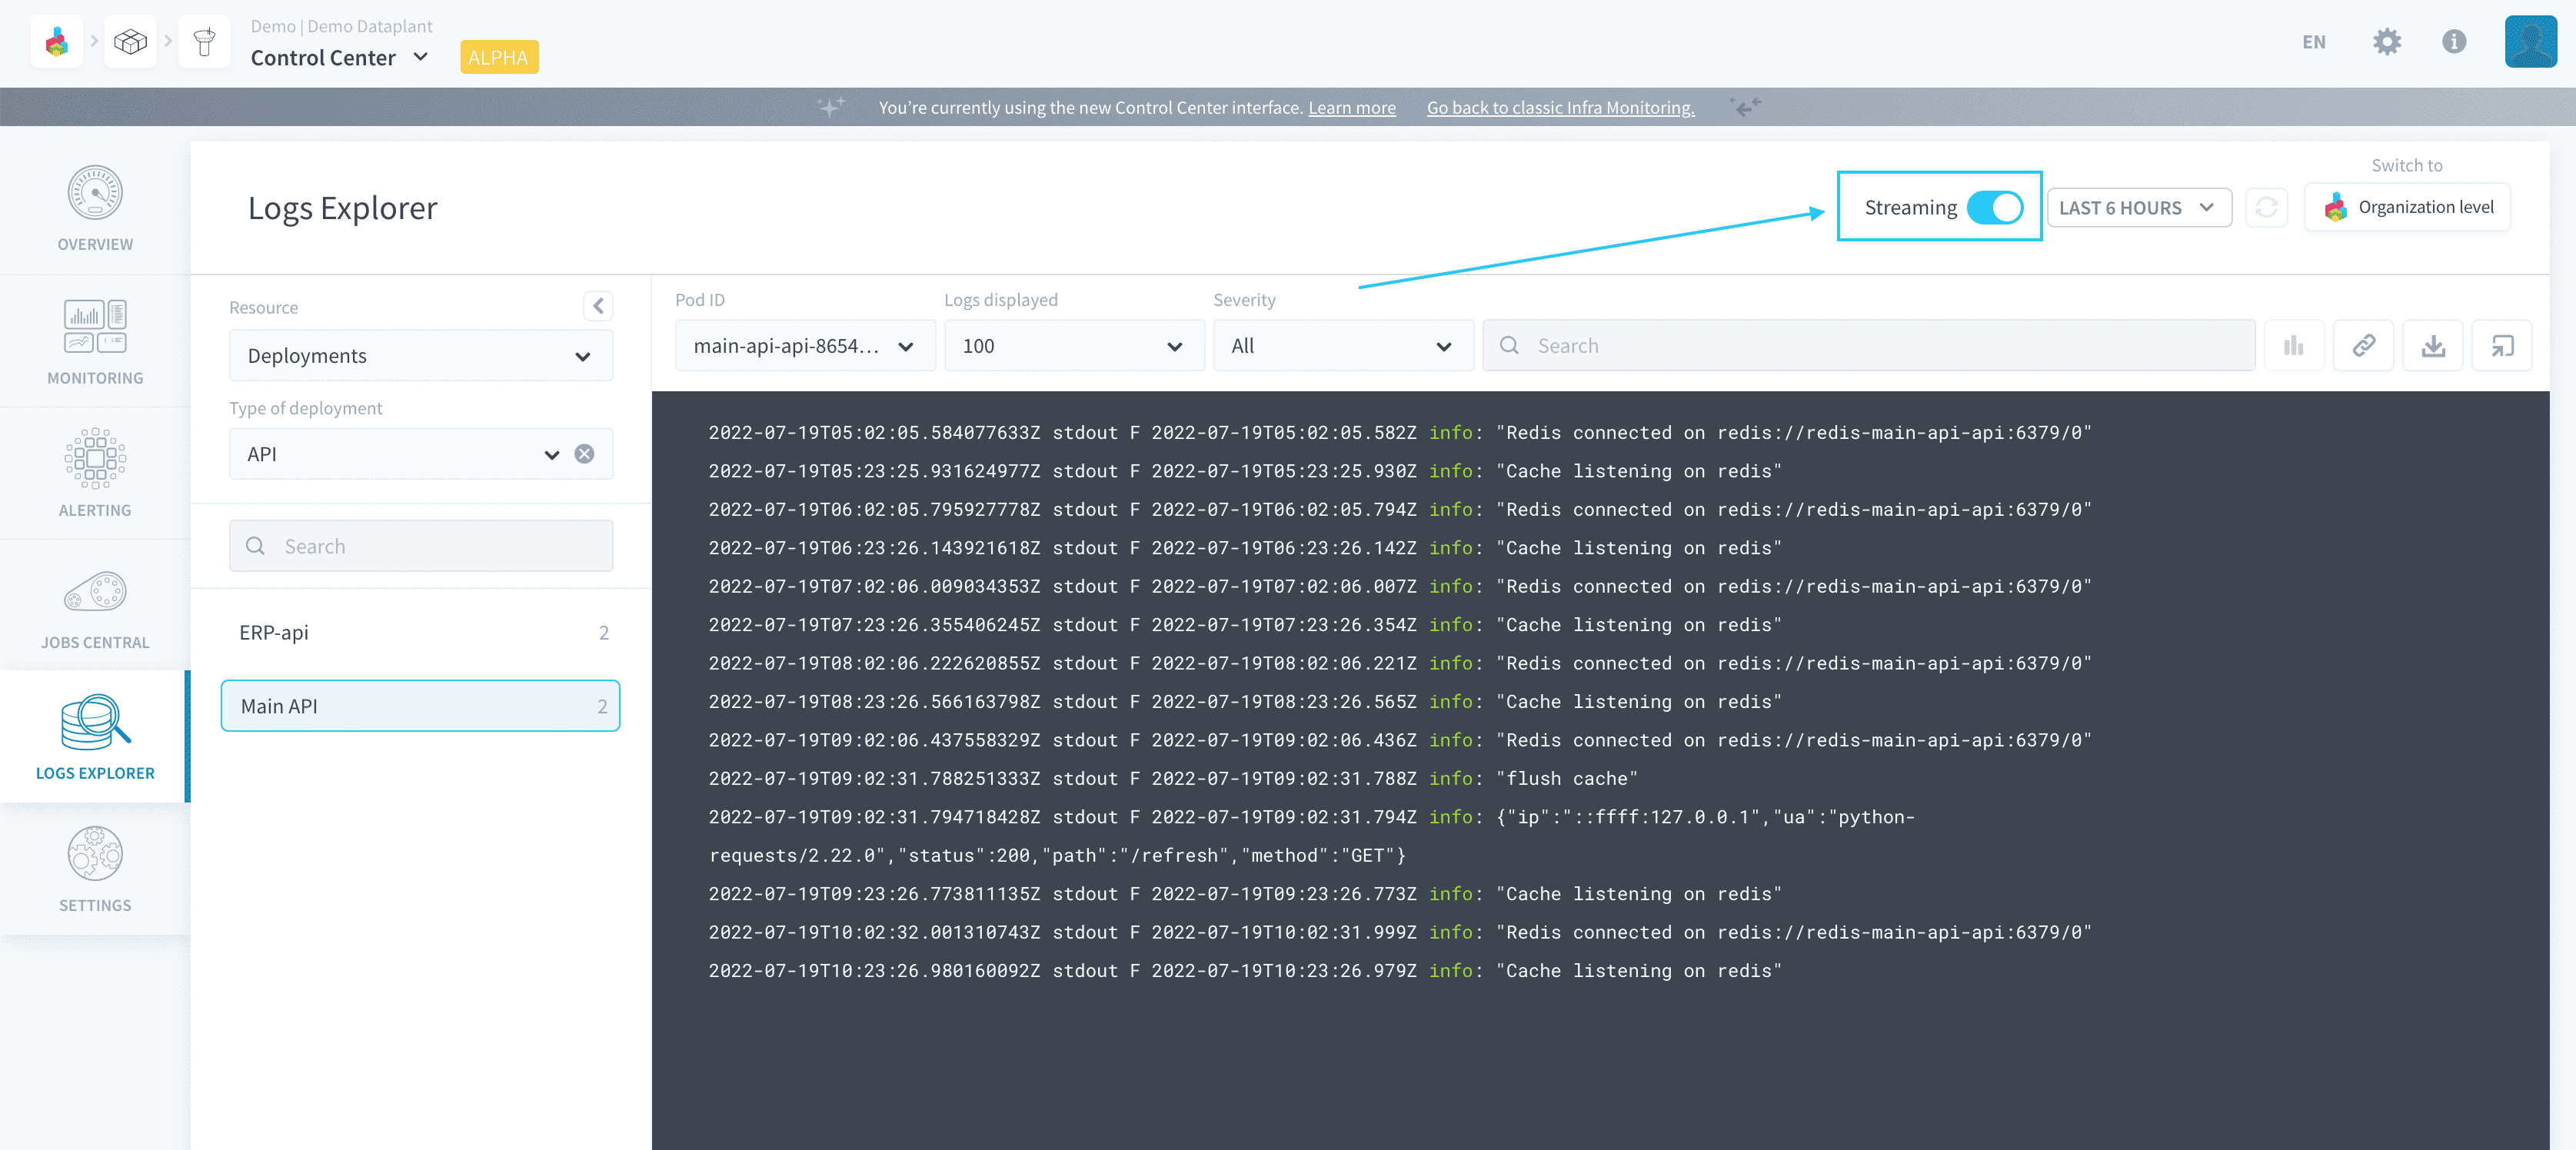 Demo | Demo Dataplant
Control Center
ALPHA
EN
You're currently using the new Control Center interface. Learn more Go back to classic Infra Monitoring.
OVERVIEW
MONITORING
ALERTING
JOBS CENTRAL
LOGS EXPLORER
SETTINGS
Logs Explorer
Streaming
LAST 6 HOURS
Switch to
Organization level
Resource
Deployments
Type of deployment
API
Search
ERP-api 2
Main API 2
Pod ID
main-api-api-8654...
Logs displayed
100
Severity
All
Search
2022-07-19T05:02:05.584077633Z stdout F 2022-07-19T05:02:05.582Z info: "Redis connected on redis://redis-main-api-api:6379/0"
2022-07-19T05:23:25.931624977Z stdout F 2022-07-19T05:23:25.930Z info: "Cache listening on redis"
2022-07-19T06:02:05.795927778Z stdout F 2022-07-19T06:02:05.794Z info: "Redis connected on redis://redis-main-api-api:6379/0"
2022-07-19T06:23:26.143921618Z stdout F 2022-07-19T06:23:26.142Z info: "Cache listening on redis"
2022-07-19T07:02:06.009034353Z stdout F 2022-07-19T07:02:06.007Z info: "Redis connected on redis://redis-main-api-api:6379/0"
2022-07-19T07:23:26.355406245Z stdout F 2022-07-19T07:23:26.354Z info: "Cache listening on redis"
2022-07-19T08:02:06.222620855Z stdout F 2022-07-19T08:02:06.221Z info: "Redis connected on redis://redis-main-api-api:6379/0"
2022-07-19T08:23:26.566163798Z stdout F 2022-07-19T08:23:26.565Z info: "Cache listening on redis"
2022-07-19T09:02:06.437558329Z stdout F 2022-07-19T09:02:06.436Z info: "Redis connected on redis://redis-main-api-api:6379/0"
2022-07-19T09:02:31.788251333Z stdout F 2022-07-19T09:02:31.788Z info: "flush cache"
2022-07-19T09:02:31.794718428Z stdout F 2022-07-19T09:02:31.794Z info: {"ip":"::ffff:127.0.0.1","ua":"python-
requests/2.22.0","status":200,"path":"/refresh","method":"GET"}
2022-07-19T09:23:26.773811135Z stdout F 2022-07-19T09:23:26.773Z info: "Cache listening on redis"
2022-07-19T10:02:32.001310743Z stdout F 2022-07-19T10:02:31.999Z info: "Redis connected on redis://redis-main-api-api:6379/0"
2022-07-19T10:23:26.980160092Z stdout F 2022-07-19T10:23:26.979Z info: "Cache listening on redis"